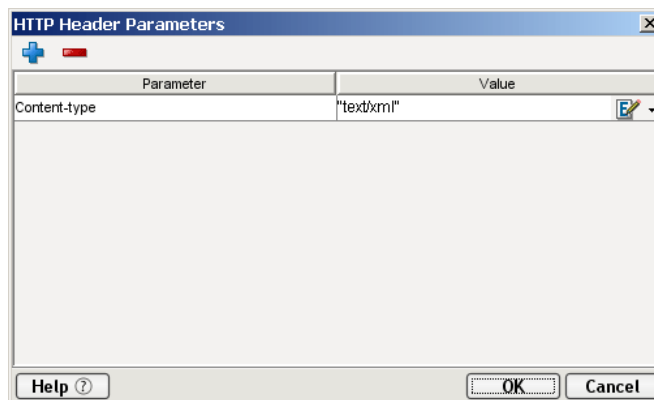 HTTP Header Parameters
Parameter Value
Content-type "text/xml"
Help ? OK Cancel